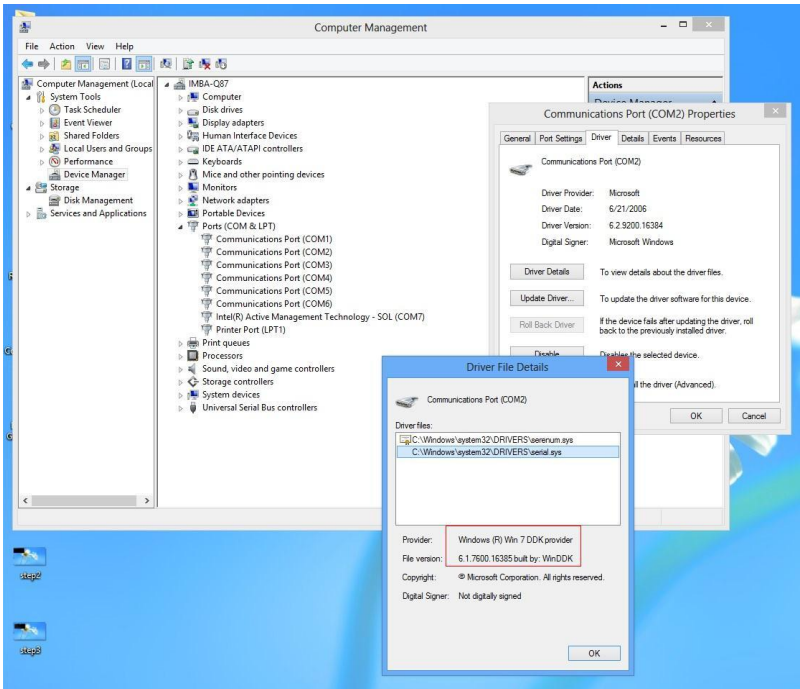 Computer Management
File Action View Help
Computer Management (Local
System Tools
Task Scheduler
Event Viewer
Shared Folders
Local Users and Groups
Performance
Device Manager
Storage
Disk Management
Services and Applications
IMBA-Q87
Computer
Disk drives
Display adapters
Human Interface Devices
IDE ATA/ATAPI controllers
Keyboards
Mice and other pointing devices
Monitors
Network adapters
Portable Devices
Ports (COM & LPT)
Communications Port (COM1)
Communications Port (COM2)
Communications Port (COM3)
Communications Port (COM4)
Communications Port (COM5)
Communications Port (COM6)
Intel(R) Active Management Technology - SOL (COM7)
Printer Port (LPT1)
Print queues
Processors
Sound, video and game controllers
Storage controllers
System devices
Universal Serial Bus controllers
Actions
Device Manager
Communications Port (COM2) Properties
General Port Settings Driver Details Events Resources
Communications Port (COM2)
Driver Provider: Microsoft
Driver Date: 6/21/2006
Driver Version: 6.2.9200.16384
Digital Signer: Microsoft Windows
Driver Details To view details about the driver files.
Update Driver... To update the driver software for this device.
Roll Back Driver If the device fails after updating the driver, roll
back to the previously installed driver.
Disable Disables the selected device.
all the driver (Advanced).
OK Cancel
Driver File Details
Communications Port (COM2)
Driver files:
C:\Windows\system32\DRIVERS\serenum.sys
C:\Windows\system32\DRIVERS\serial.sys
Provider: Windows (R) Win 7 DDK provider
File version: 6.1.7600.16385 built by: WinDDK
Copyright: © Microsoft Corporation. All rights reserved.
Digital Signer: Not digitally signed
OK
step2
step3